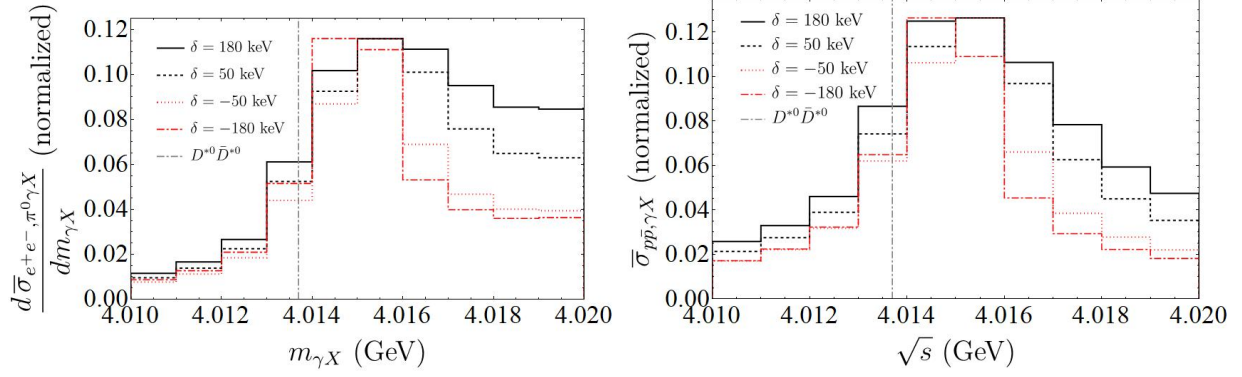 dσ̅e+e−,π0γX / dmγX (normalized)
0.12
0.10
0.08
0.06
0.04
0.02
0.00
δ = 180 keV
δ = 50 keV
δ = −50 keV
δ = −180 keV
D*0D̄*0
4.010 4.012 4.014 4.016 4.018 4.020
mγX (GeV)
σ̅pp̄,γX (normalized)
0.12
0.10
0.08
0.06
0.04
0.02
0.00
δ = 180 keV
δ = 50 keV
δ = −50 keV
δ = −180 keV
D*0D̄*0
4.010 4.012 4.014 4.016 4.018 4.020
√s (GeV)